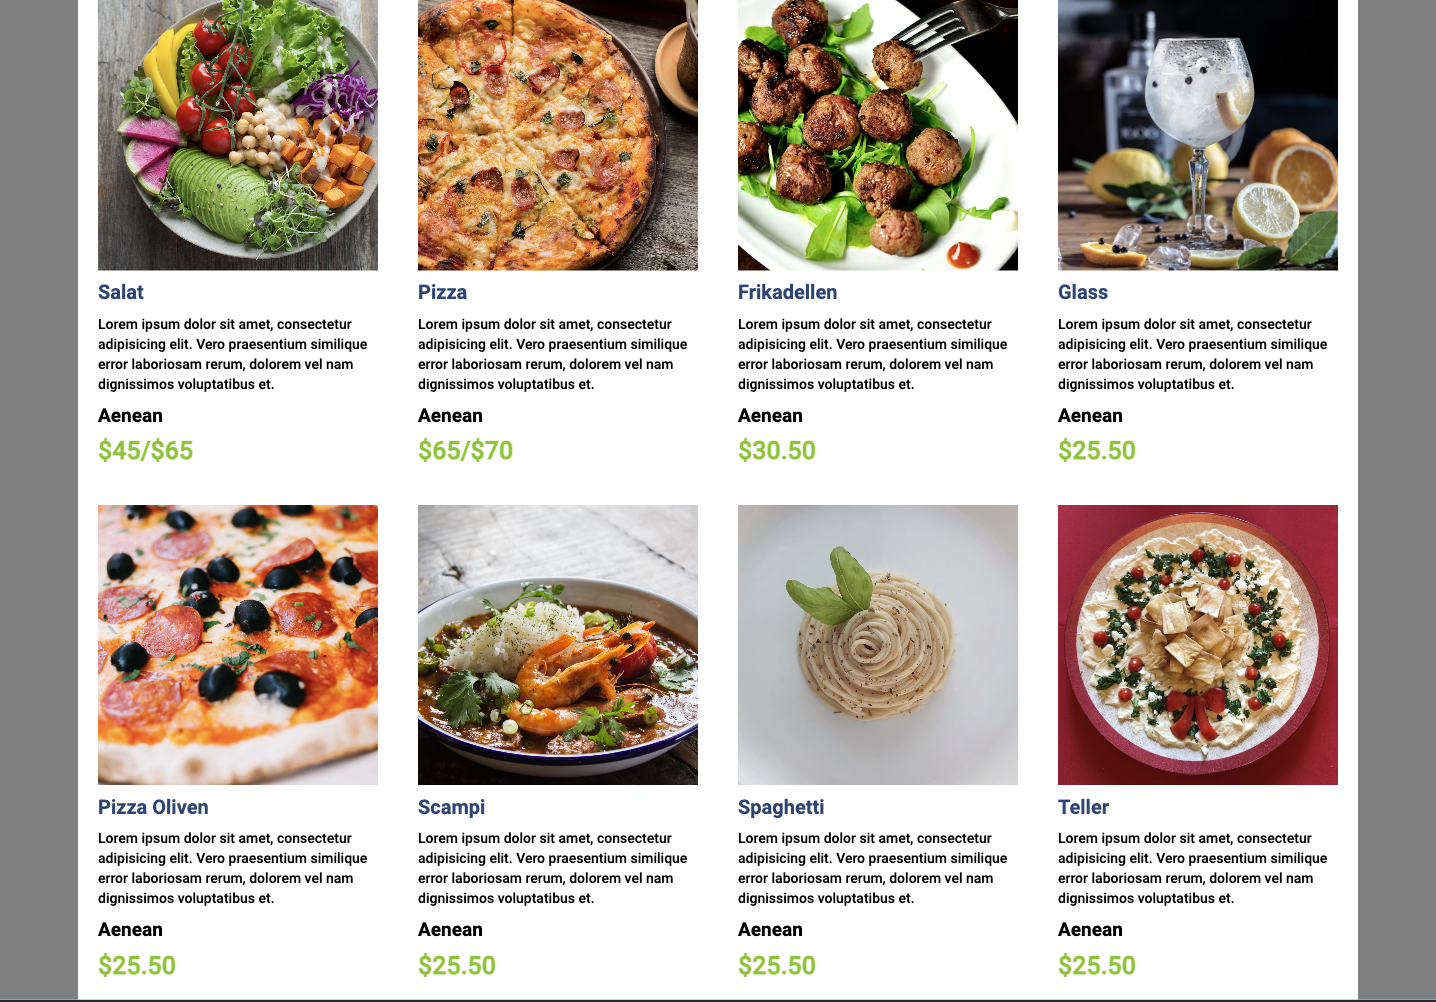 Salat
Lorem ipsum dolor sit amet, consectetur
adipisicing elit. Vero praesentium similique
error laboriosam rerum, dolorem vel nam
dignissimos voluptatibus et.
Aenean
$45/$65
Pizza
Lorem ipsum dolor sit amet, consectetur
adipisicing elit. Vero praesentium similique
error laboriosam rerum, dolorem vel nam
dignissimos voluptatibus et.
Aenean
$65/$70
Frikadellen
Lorem ipsum dolor sit amet, consectetur
adipisicing elit. Vero praesentium similique
error laboriosam rerum, dolorem vel nam
dignissimos voluptatibus et.
Aenean
$30.50
Glass
Lorem ipsum dolor sit amet, consectetur
adipisicing elit. Vero praesentium similique
error laboriosam rerum, dolorem vel nam
dignissimos voluptatibus et.
Aenean
$25.50
Pizza Oliven
Lorem ipsum dolor sit amet, consectetur
adipisicing elit. Vero praesentium similique
error laboriosam rerum, dolorem vel nam
dignissimos voluptatibus et.
Aenean
$25.50
Scampi
Lorem ipsum dolor sit amet, consectetur
adipisicing elit. Vero praesentium similique
error laboriosam rerum, dolorem vel nam
dignissimos voluptatibus et.
Aenean
$25.50
Spaghetti
Lorem ipsum dolor sit amet, consectetur
adipisicing elit. Vero praesentium similique
error laboriosam rerum, dolorem vel nam
dignissimos voluptatibus et.
Aenean
$25.50
Teller
Lorem ipsum dolor sit amet, consectetur
adipisicing elit. Vero praesentium similique
error laboriosam rerum, dolorem vel nam
dignissimos voluptatibus et.
Aenean
$25.50